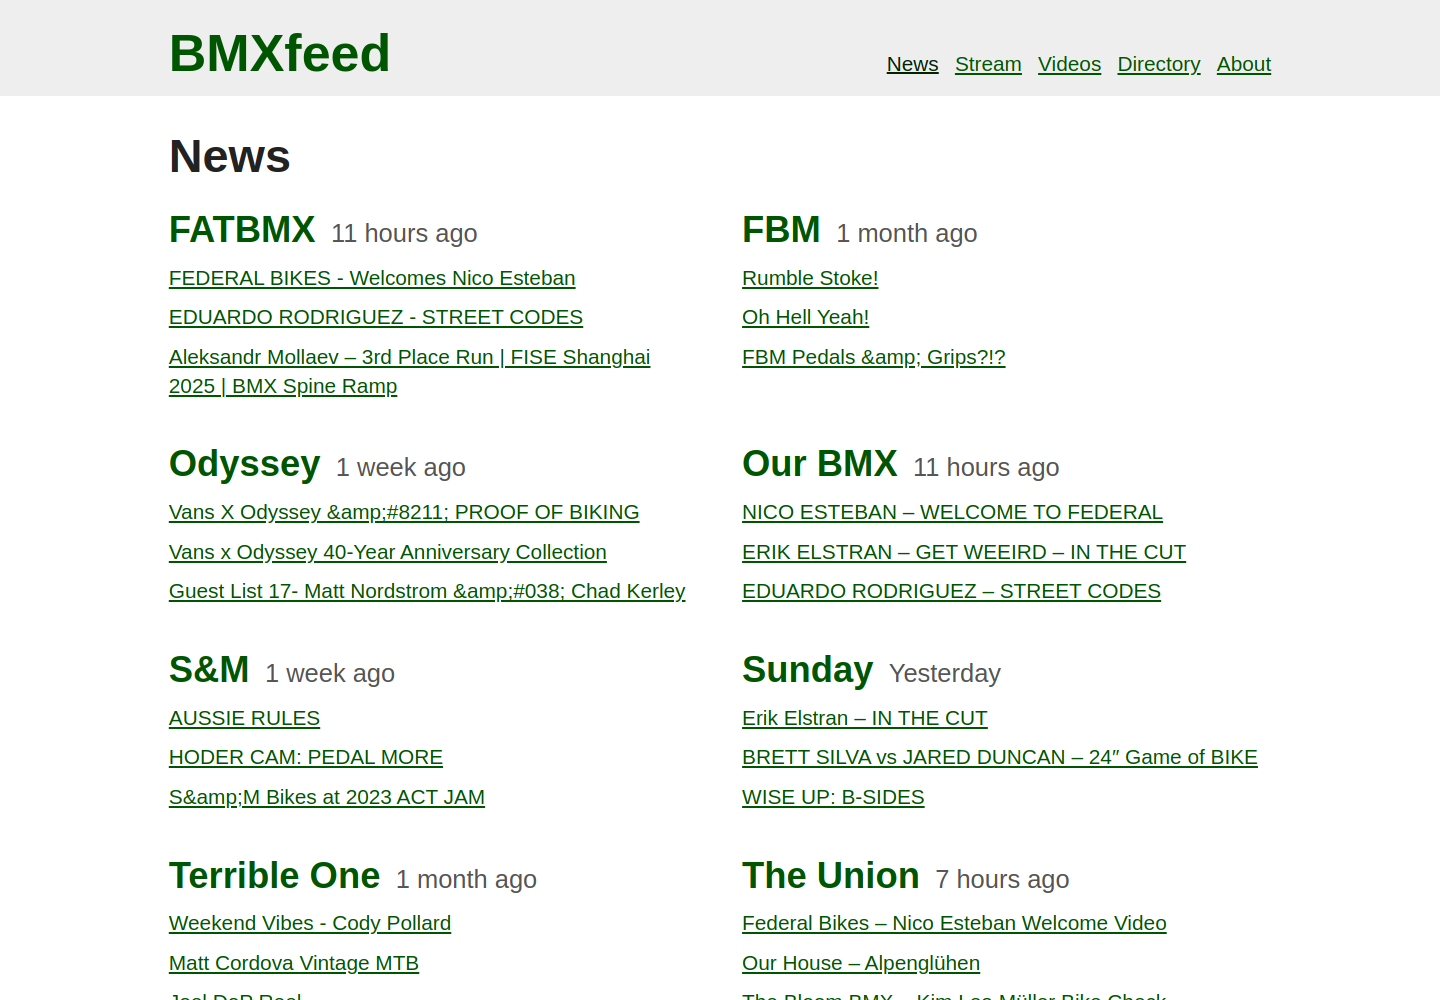 BMXfeed
News Stream Videos Directory About
News
FATBMX 11 hours ago
FEDERAL BIKES - Welcomes Nico Esteban
EDUARDO RODRIGUEZ - STREET CODES
Aleksandr Mollaev – 3rd Place Run | FISE Shanghai
2025 | BMX Spine Ramp
FBM 1 month ago
Rumble Stoke!
Oh Hell Yeah!
FBM Pedals &amp; Grips?!?
Odyssey 1 week ago
Vans X Odyssey &amp;#8211; PROOF OF BIKING
Vans x Odyssey 40-Year Anniversary Collection
Guest List 17- Matt Nordstrom &amp;#038; Chad Kerley
Our BMX 11 hours ago
NICO ESTEBAN – WELCOME TO FEDERAL
ERIK ELSTRAN – GET WEEIRD – IN THE CUT
EDUARDO RODRIGUEZ – STREET CODES
S&M 1 week ago
AUSSIE RULES
HODER CAM: PEDAL MORE
S&amp;M Bikes at 2023 ACT JAM
Sunday Yesterday
Erik Elstran – IN THE CUT
BRETT SILVA vs JARED DUNCAN – 24″ Game of BIKE
WISE UP: B-SIDES
Terrible One 1 month ago
Weekend Vibes - Cody Pollard
Matt Cordova Vintage MTB
The Union 7 hours ago
Federal Bikes – Nico Esteban Welcome Video
Our House – Alpenglühen
The Bloom BMX – Kim Lea Müller Bike Check